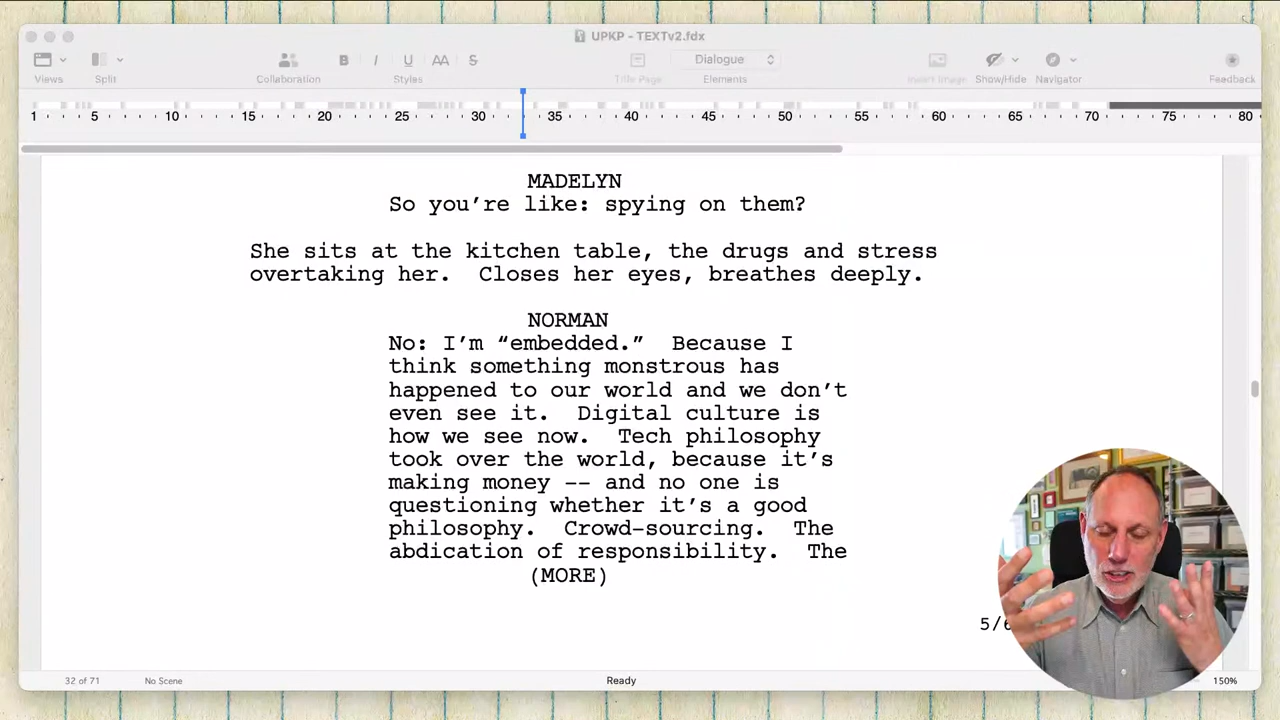 UPKP - TEXTv2.fdx
Views
Split
Collaboration
B I U AA S
Styles
Title Page
Dialogue
Elements
Insert Image
Show/Hide
Navigator
Feedback
1 5 10 15 20 25 30 35 40 45 50 55 60 65 70 75 80
MADELYN
So you’re like: spying on them?
She sits at the kitchen table, the drugs and stress
overtaking her.  Closes her eyes, breathes deeply.
NORMAN
No: I’m “embedded.”  Because I
think something monstrous has
happened to our world and we don’t
even see it.  Digital culture is
how we see now.  Tech philosophy
took over the world, because it’s
making money -- and no one is
questioning whether it’s a good
philosophy.  Crowd-sourcing.  The
abdication of responsibility.  The
(MORE)
32 of 71
No Scene
Ready
150%